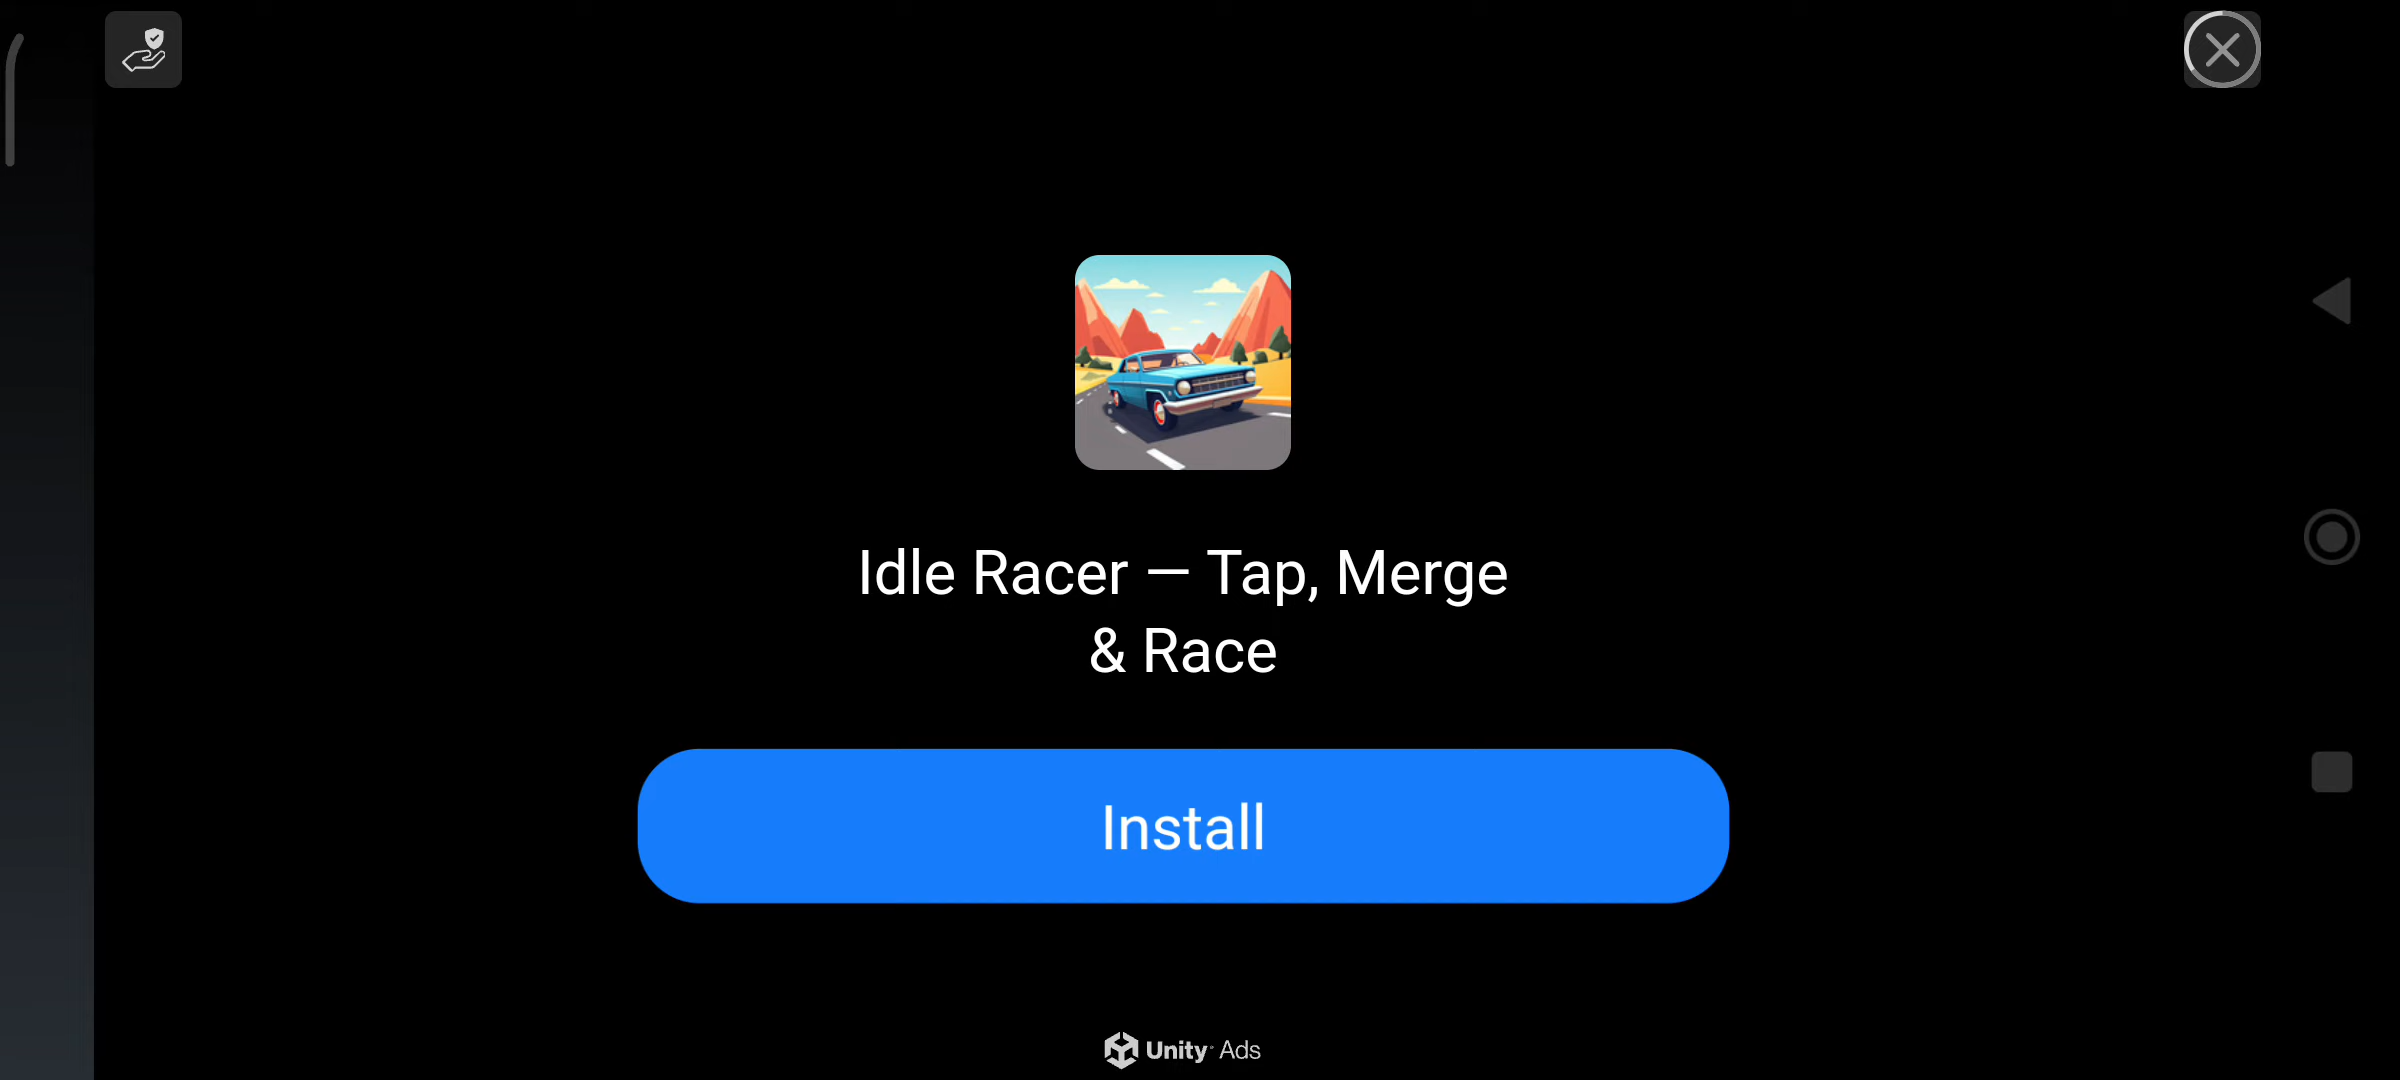 Idle Racer — Tap, Merge
& Race
Install
Unity Ads